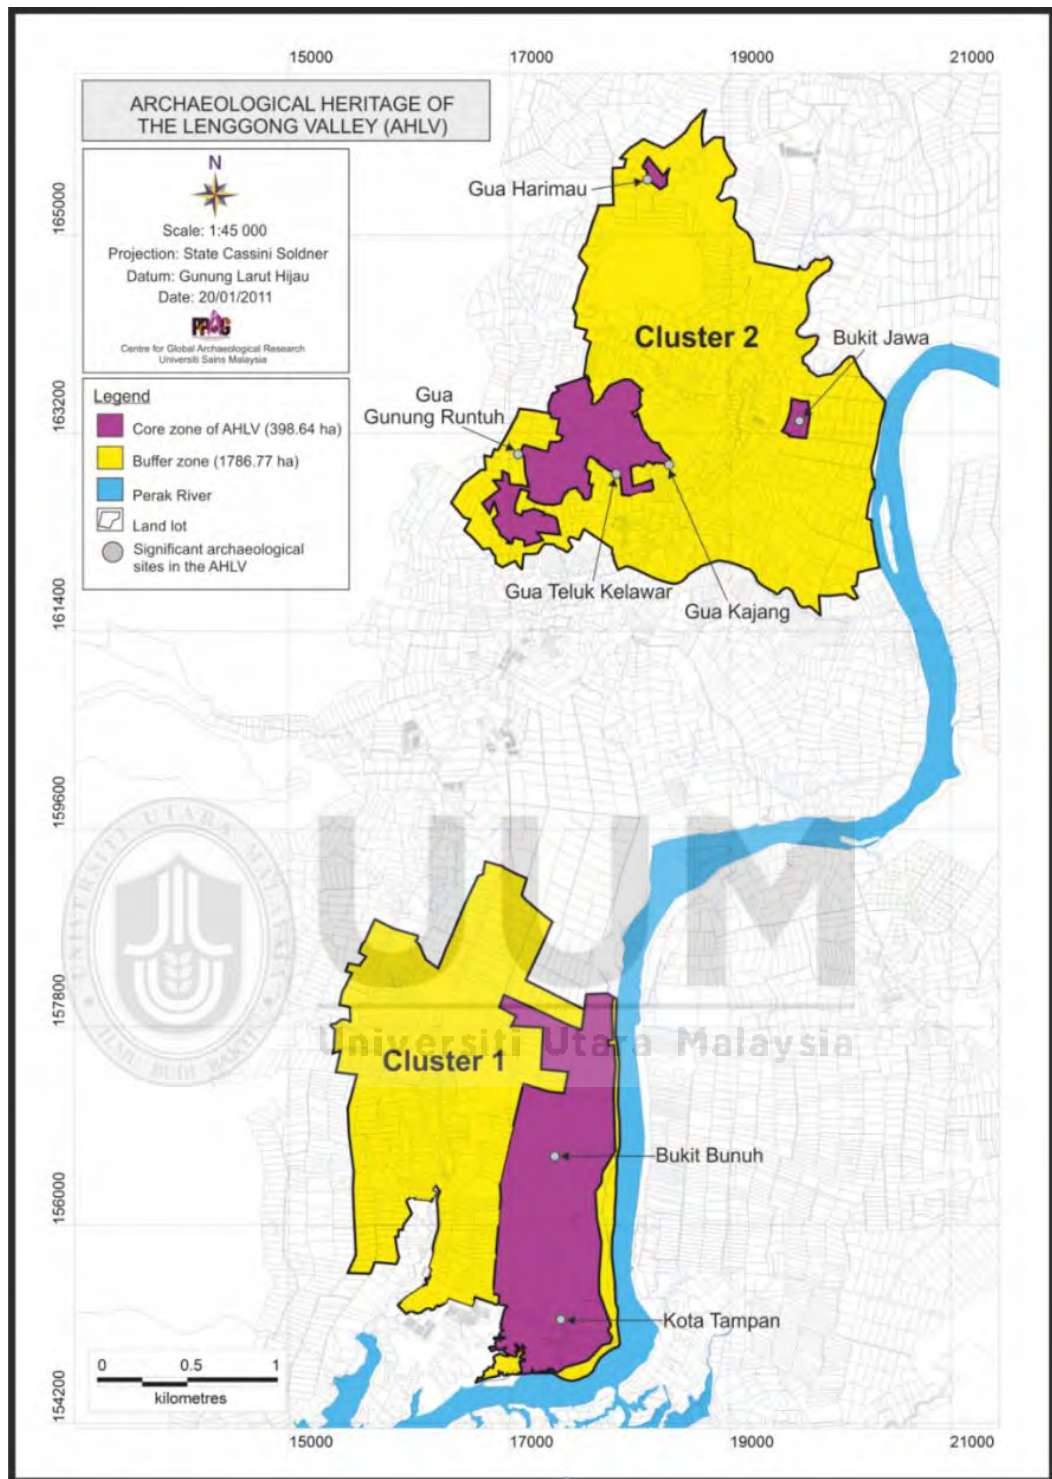 15000 17000 19000 21000
ARCHAEOLOGICAL HERITAGE OF
THE LENGGONG VALLEY (AHLV)
N
Scale: 1:45 000
Projection: State Cassini Soldner
Datum: Gunung Larut Hijau
Date: 20/01/2011
Centre for Global Archaeological Research
Universiti Sains Malaysia
Legend
Core zone of AHLV (398.64 ha)
Buffer zone (1786.77 ha)
Perak River
Land lot
Significant archaeological
sites in the AHLV
165000
163200
161400
159600
157800
156000
154200
Gua Harimau
Cluster 2
Bukit Jawa
Gua
Gunung Runtuh
Gua Teluk Kelawar
Gua Kajang
UNIVERSITI UTARA MALAYSIA
UUM
Universiti Utara Malaysia
Cluster 1
Bukit Bunuh
Kota Tampan
0 0.5 1
kilometres
15000 17000 19000 21000